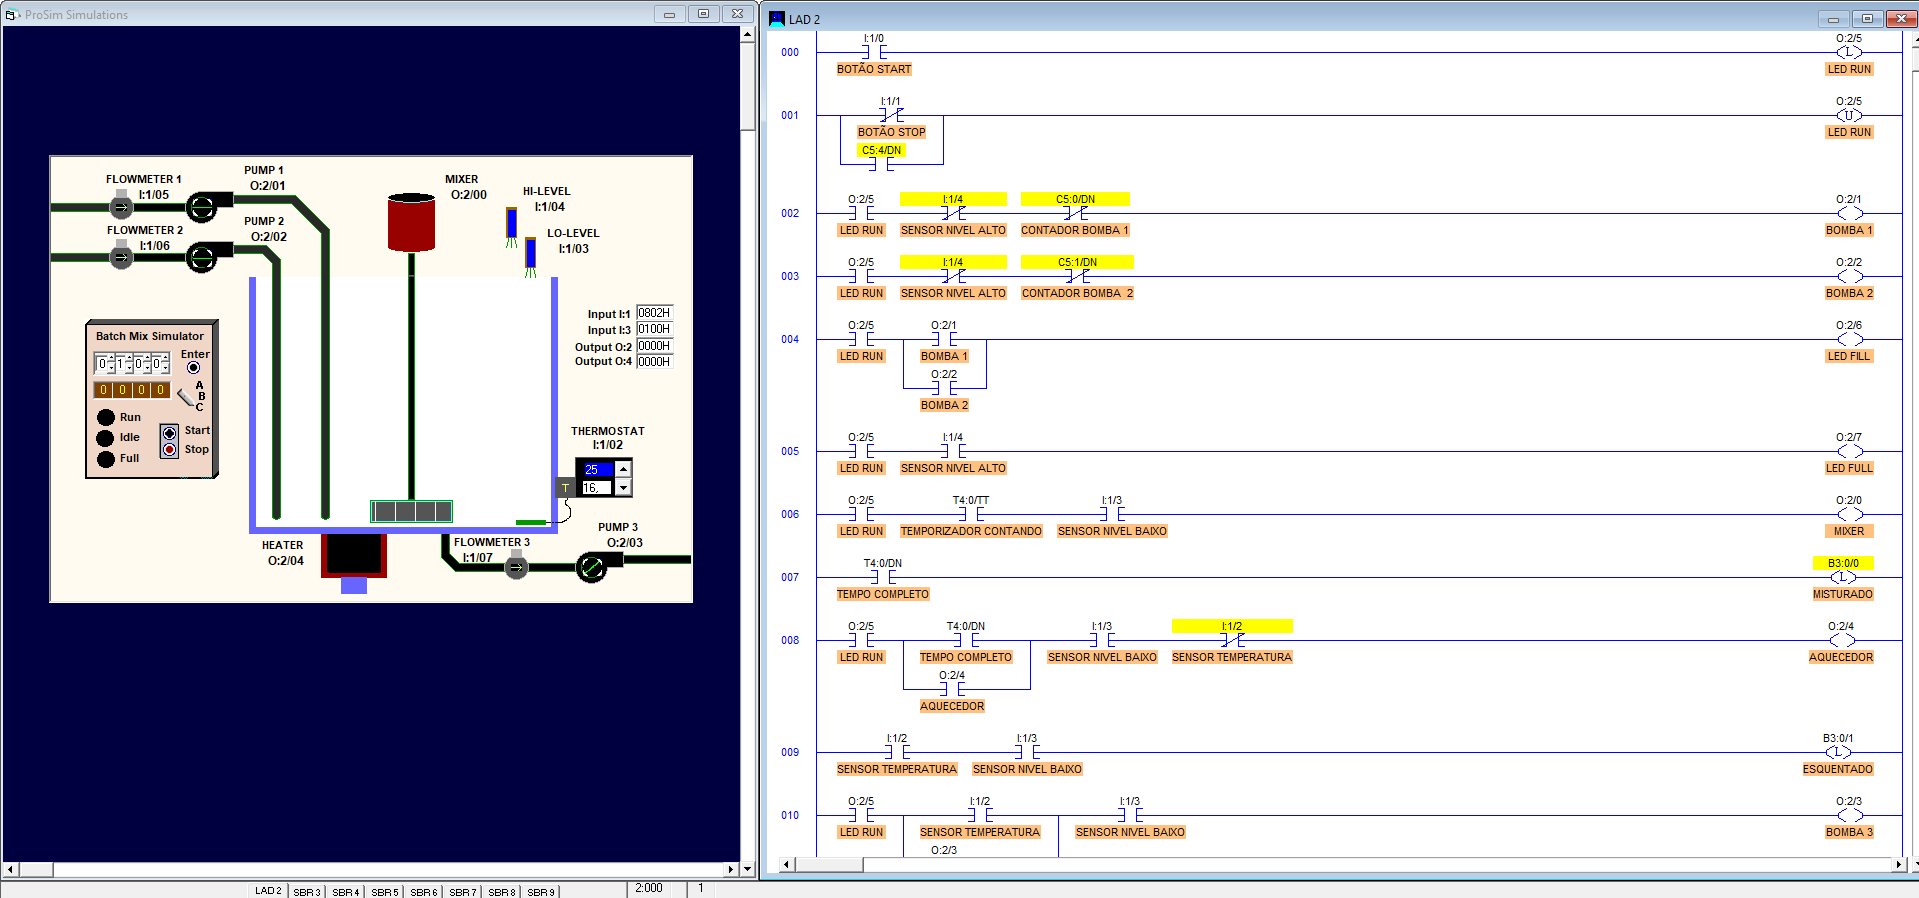 ProSim Simulations
FLOWMETER 1
I:1/05
PUMP 1
O:2/01
FLOWMETER 2
I:1/06
PUMP 2
O:2/02
MIXER
O:2/00
HI-LEVEL
I:1/04
LO-LEVEL
I:1/03
Input I:1 0802H
Input I:3 0100H
Output O:2 0000H
Output O:4 0000H
Batch Mix Simulator
0 1 0 0
Enter
0 0 0 0
A
B
C
Run
Idle
Full
Start
Stop
THERMOSTAT
I:1/02
25
16,
T
HEATER
O:2/04
FLOWMETER 3
I:1/07
PUMP 3
O:2/03
LAD 2
000
I:1/0
BOTÃO START
O:2/5
L
LED RUN
001
I:1/1
BOTÃO STOP
C5:4/DN
O:2/5
U
LED RUN
002
O:2/5
LED RUN
I:1/4
SENSOR NIVEL ALTO
C5:0/DN
CONTADOR BOMBA 1
O:2/1
BOMBA 1
003
O:2/5
LED RUN
I:1/4
SENSOR NIVEL ALTO
C5:1/DN
CONTADOR BOMBA  2
O:2/2
BOMBA 2
004
O:2/5
LED RUN
O:2/1
BOMBA 1
O:2/2
BOMBA 2
O:2/6
LED FILL
005
O:2/5
LED RUN
I:1/4
SENSOR NIVEL ALTO
O:2/7
LED FULL
006
O:2/5
LED RUN
T4:0/TT
TEMPORIZADOR CONTANDO
I:1/3
SENSOR NIVEL BAIXO
O:2/0
MIXER
007
T4:0/DN
TEMPO COMPLETO
B3:0/0
L
MISTURADO
008
O:2/5
LED RUN
T4:0/DN
TEMPO COMPLETO
O:2/4
AQUECEDOR
I:1/3
SENSOR NIVEL BAIXO
I:1/2
SENSOR TEMPERATURA
O:2/4
AQUECEDOR
009
I:1/2
SENSOR TEMPERATURA
I:1/3
SENSOR NIVEL BAIXO
B3:0/1
L
ESQUENTADO
010
O:2/5
LED RUN
I:1/2
SENSOR TEMPERATURA
O:2/3
I:1/3
SENSOR NIVEL BAIXO
O:2/3
BOMBA 3
LAD 2 SBR 3 SBR 4 SBR 5 SBR 6 SBR 7 SBR 8 SBR 9 2:000 1